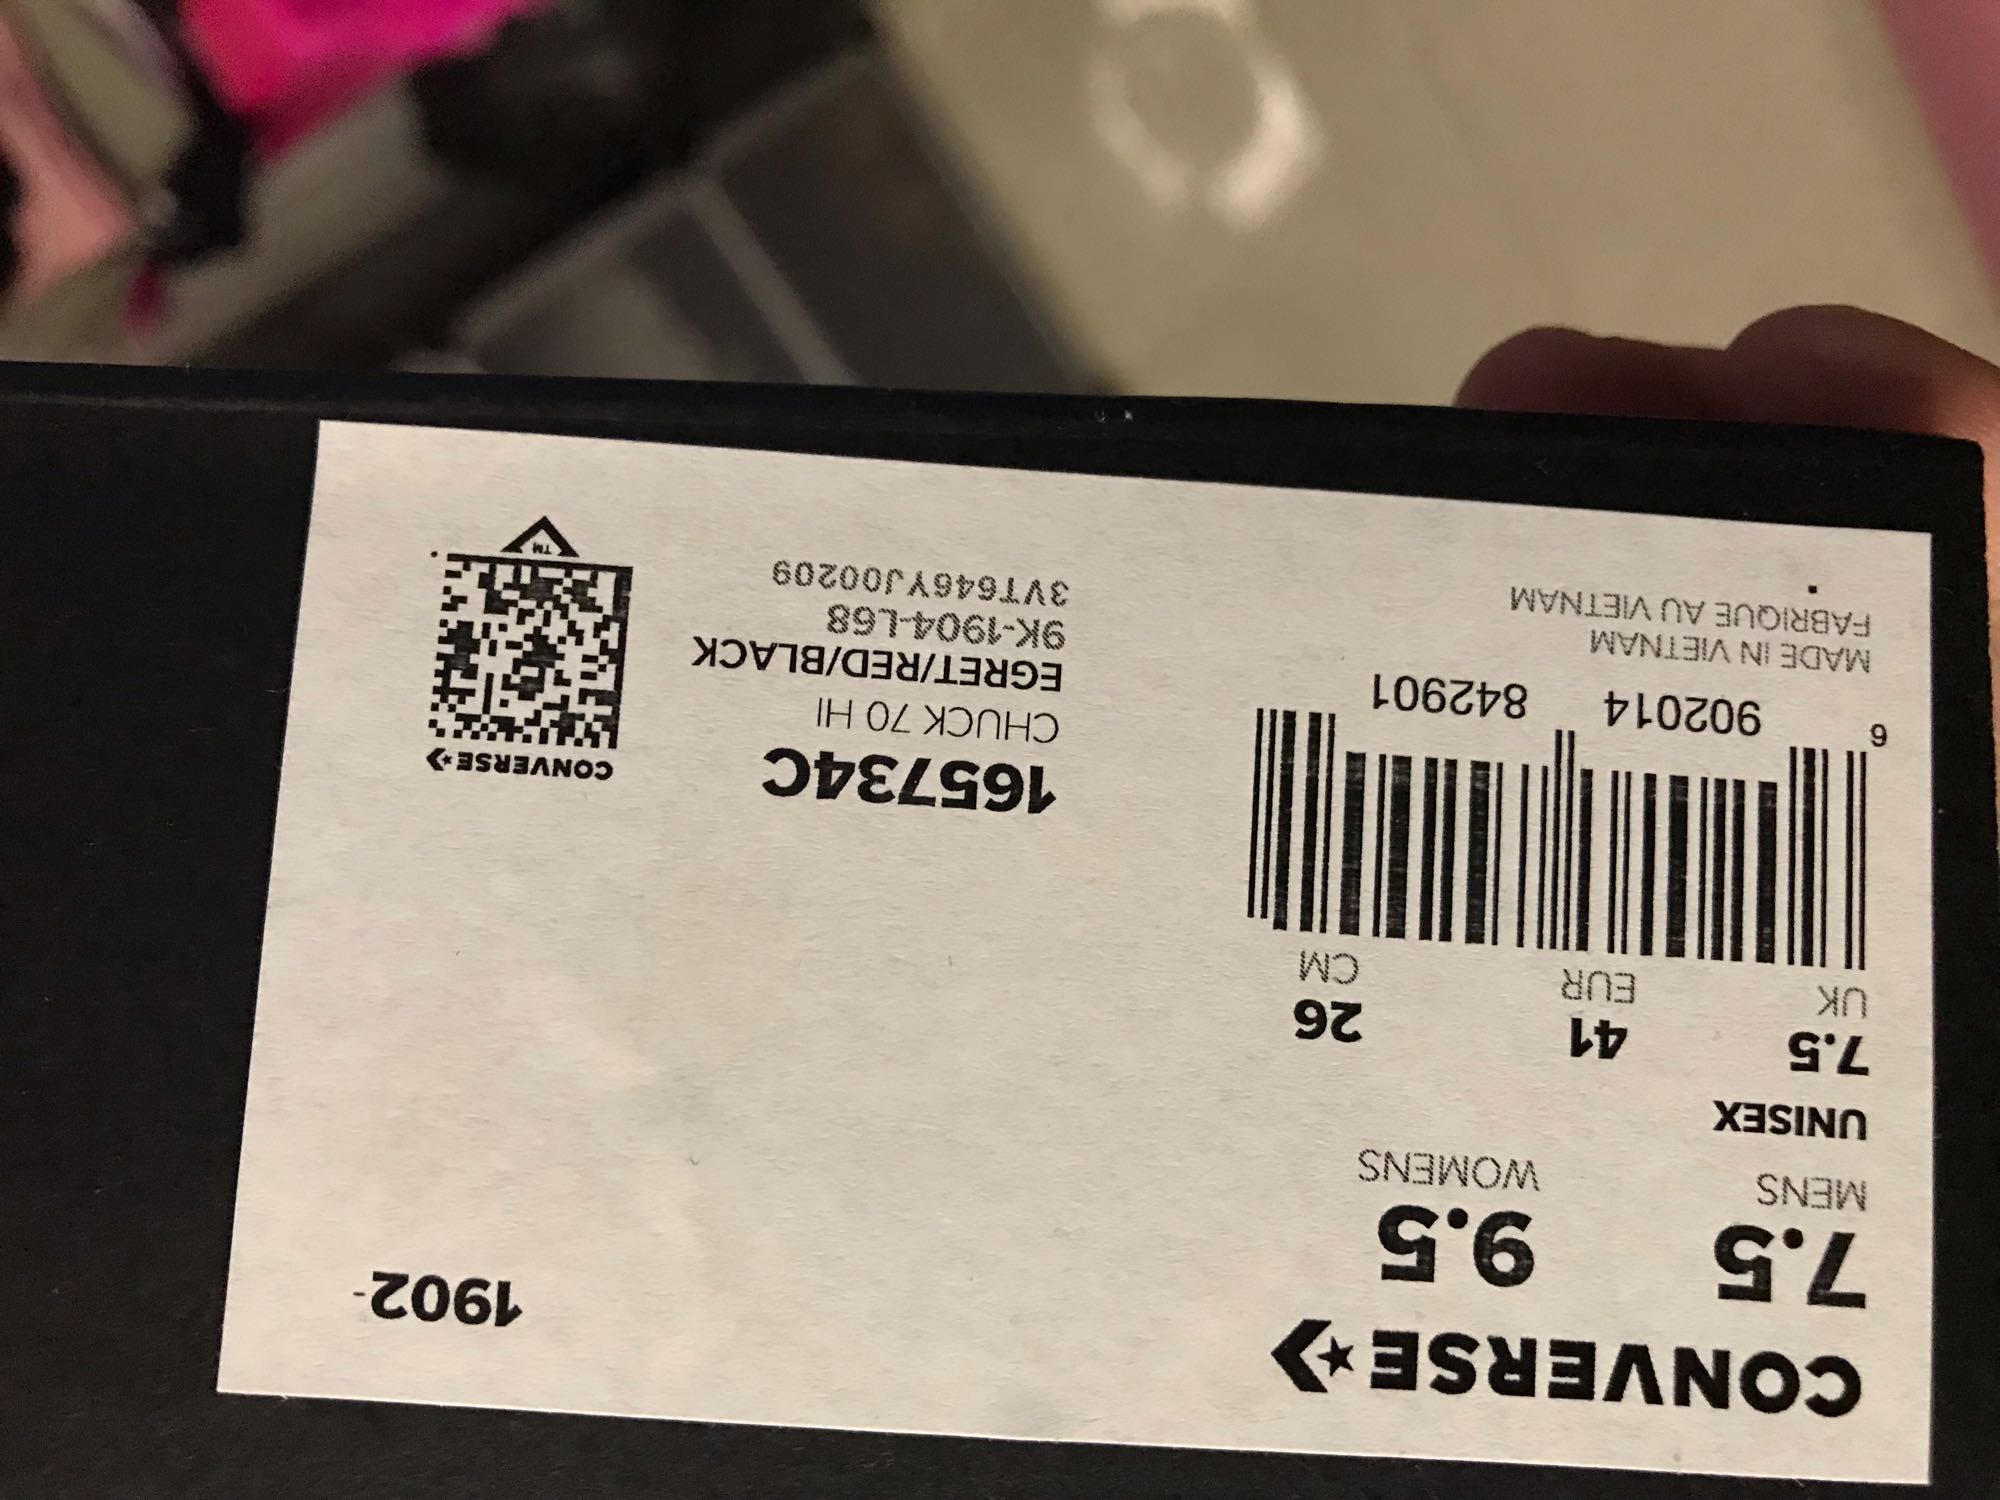 CONVERSE
7.5 9.5
MENS WOMENS
1902-
UNISEX
7.5 41 26
UK EUR CM
6 902014 842901
MADE IN VIETNAM
FABRIQUE AU VIETNAM
165734C
CHUCK 70 HI
EGRET/RED/BLACK
9K-1904-L68
3VT646YJ00209
CONVERSE
TM